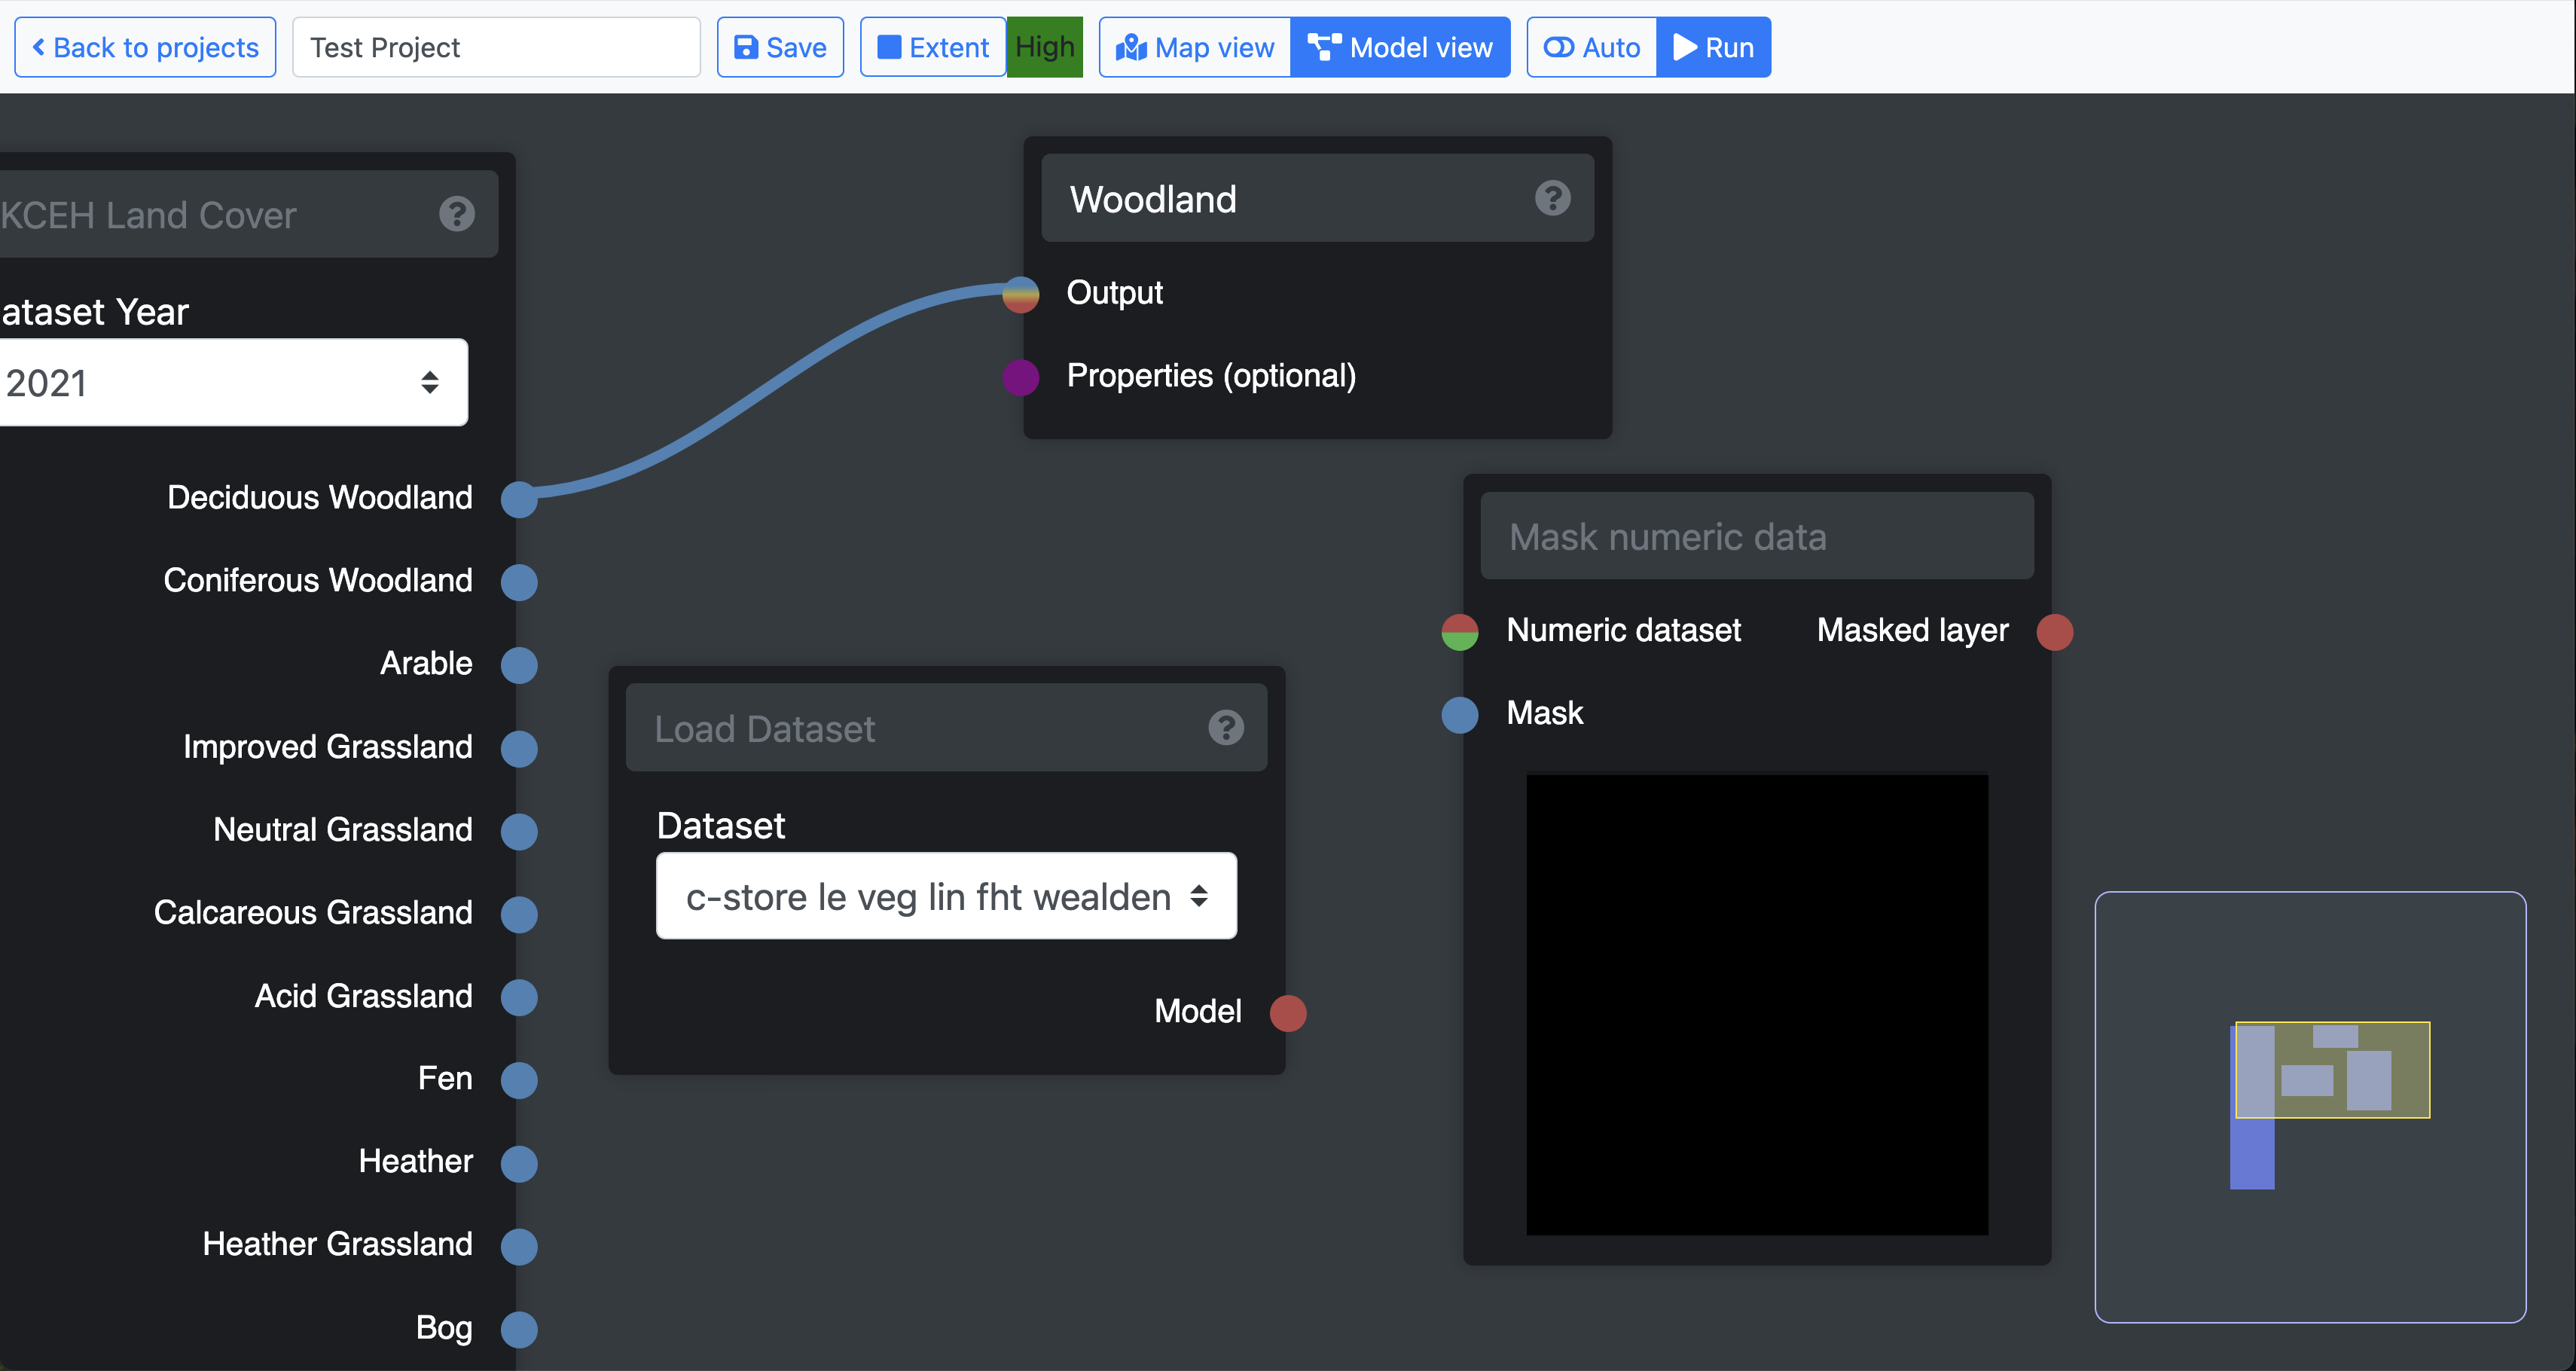 Back to projects
Test Project
Save
Extent
High
Map view
Model view
Auto
Run
KCEH Land Cover
ataset Year
2021
Deciduous Woodland
Coniferous Woodland
Arable
Improved Grassland
Neutral Grassland
Calcareous Grassland
Acid Grassland
Fen
Heather
Heather Grassland
Bog
Woodland
Output
Properties (optional)
Load Dataset
Dataset
c-store le veg lin fht wealden
Model
Mask numeric data
Numeric dataset
Masked layer
Mask